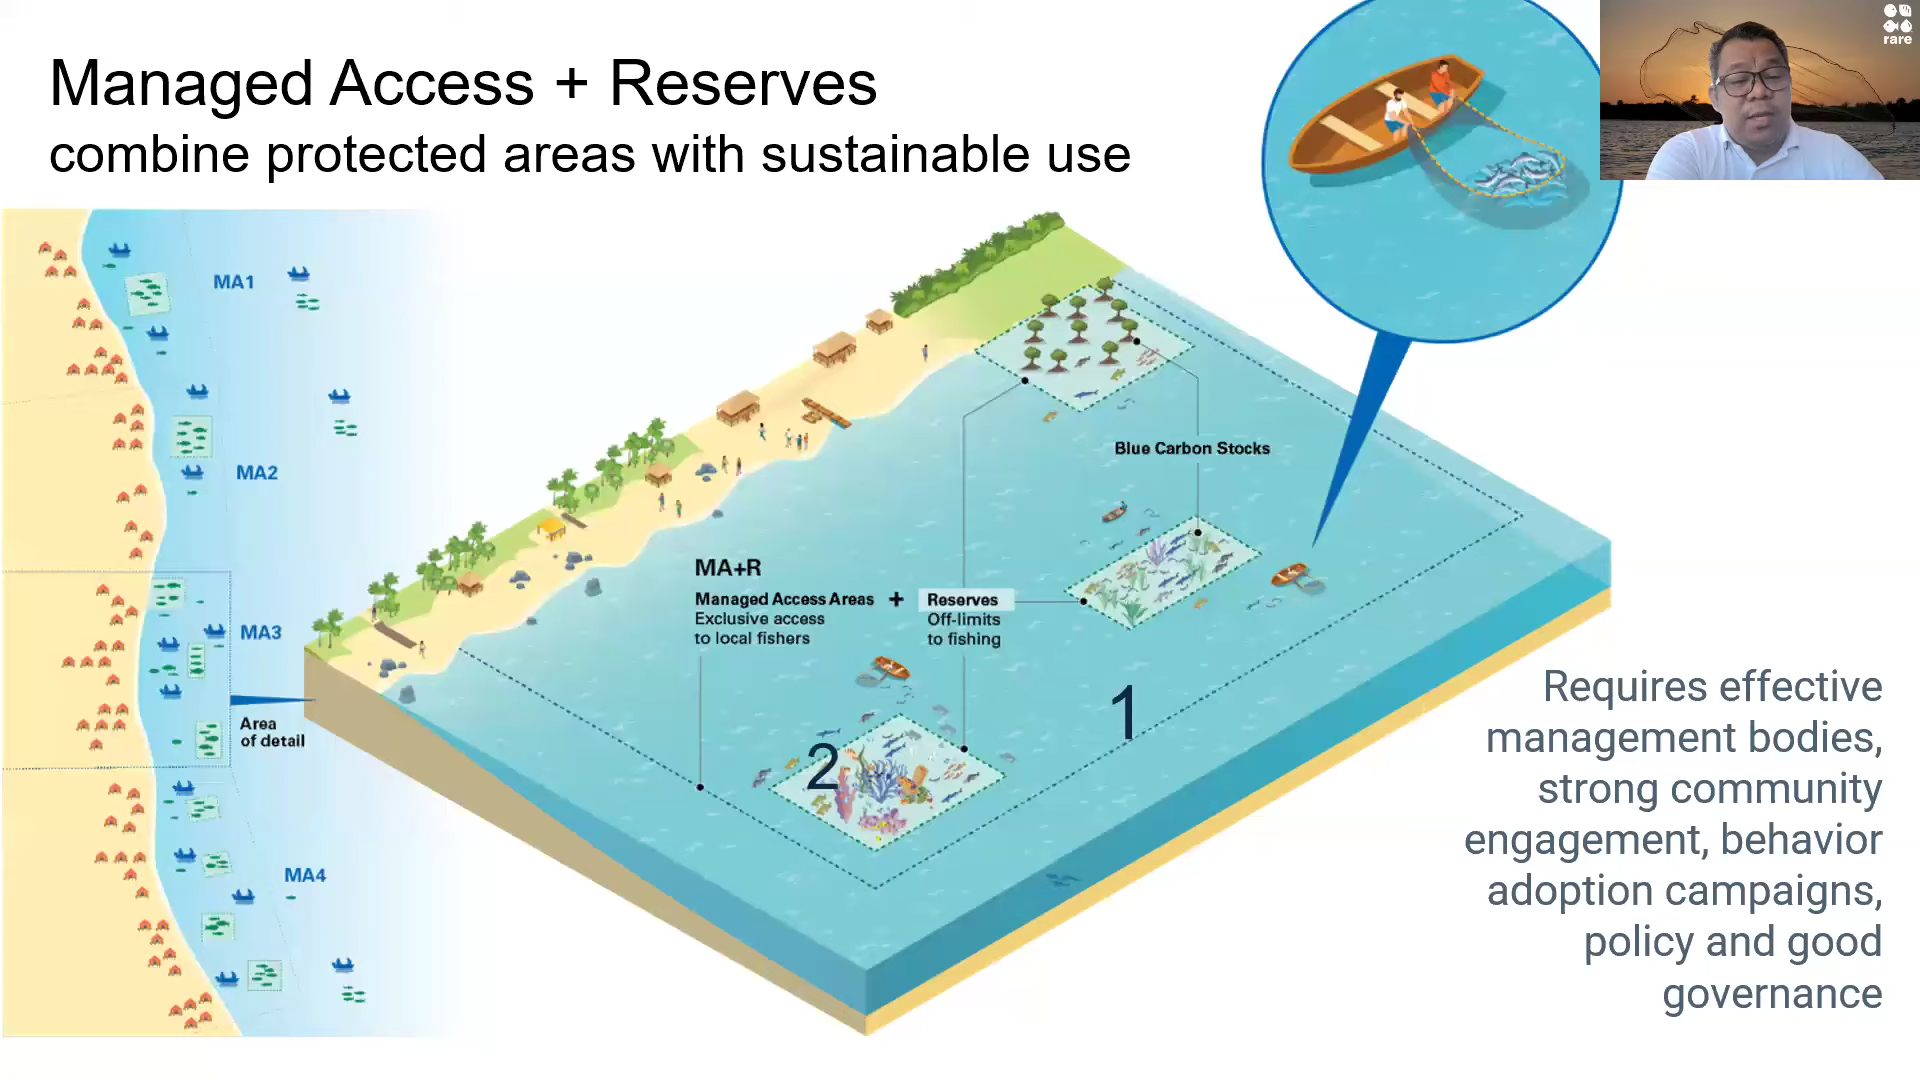 Managed Access + Reserves
combine protected areas with sustainable use
rare
MA1
MA2
MA3
Area
of detail
MA4
Blue Carbon Stocks
MA+R
Managed Access Areas + Reserves
Exclusive access
to local fishers
Off-limits
to fishing
1
2
Requires effective
management bodies,
strong community
engagement, behavior
adoption campaigns,
policy and good
governance